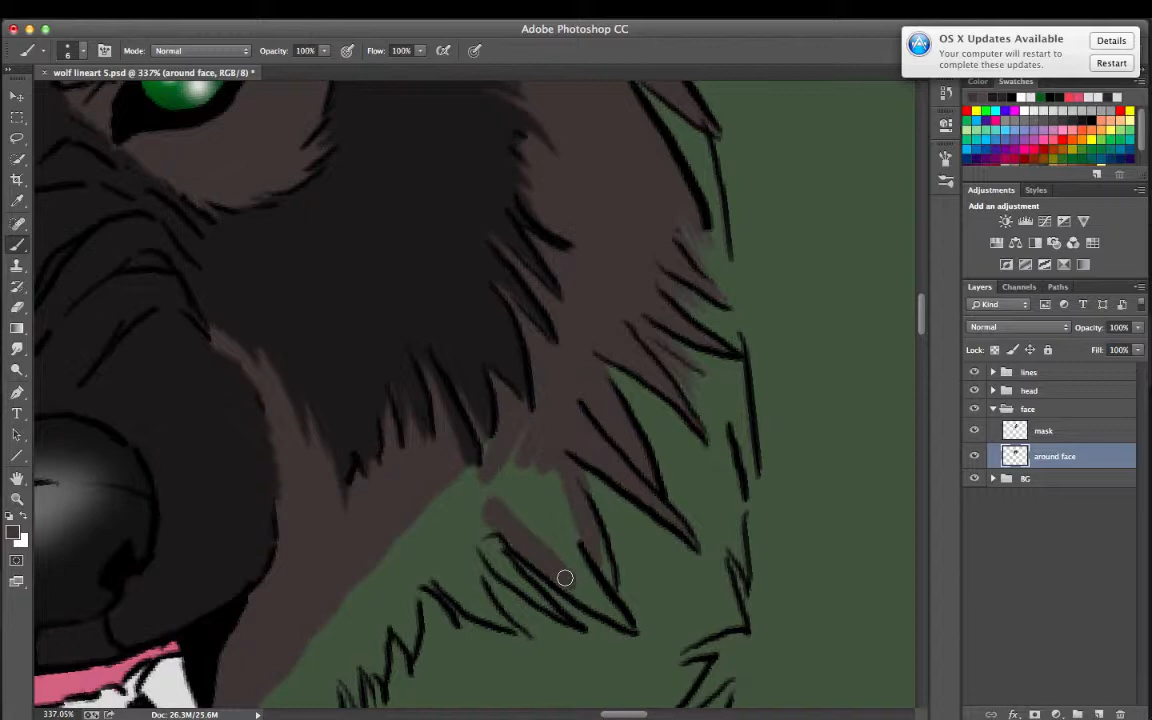 Adobe Photoshop CC
6
Mode: Normal
Opacity: 100%
Flow: 100%
OS X Updates Available
Your computer will restart to
complete these updates.
Details
Restart
wolf lineart 5.psd @ 337% (around face, RGB/8) *
Color
Swatches
Adjustments
Styles
Add an adjustment
Layers
Channels
Paths
Kind
Normal
Opacity: 100%
Lock:
Fill: 100%
lines
head
face
mask
around face
BG
337.05%
Doc: 26.3M/25.6M